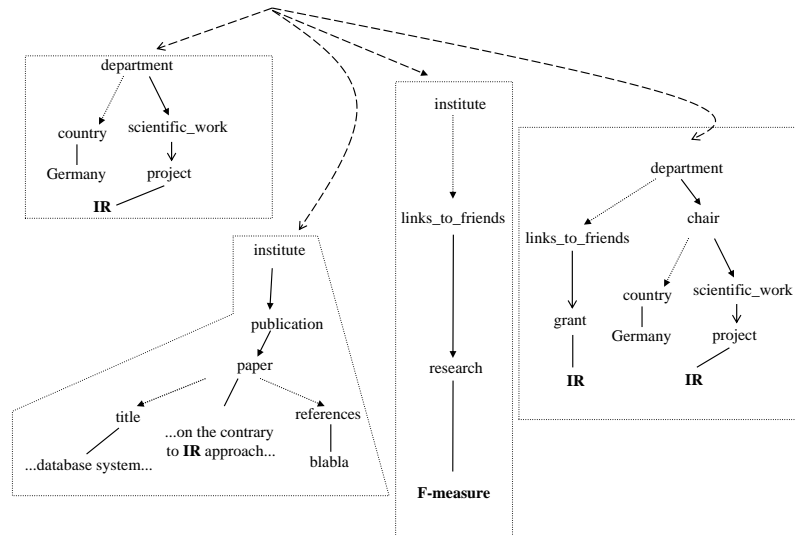 department
country
scientific_work
Germany
project
IR
institute
publication
paper
title
references
...on the contrary
to IR approach...
...database system...
blabla
institute
links_to_friends
research
F-measure
department
links_to_friends
chair
country
scientific_work
grant
Germany
project
IR
IR